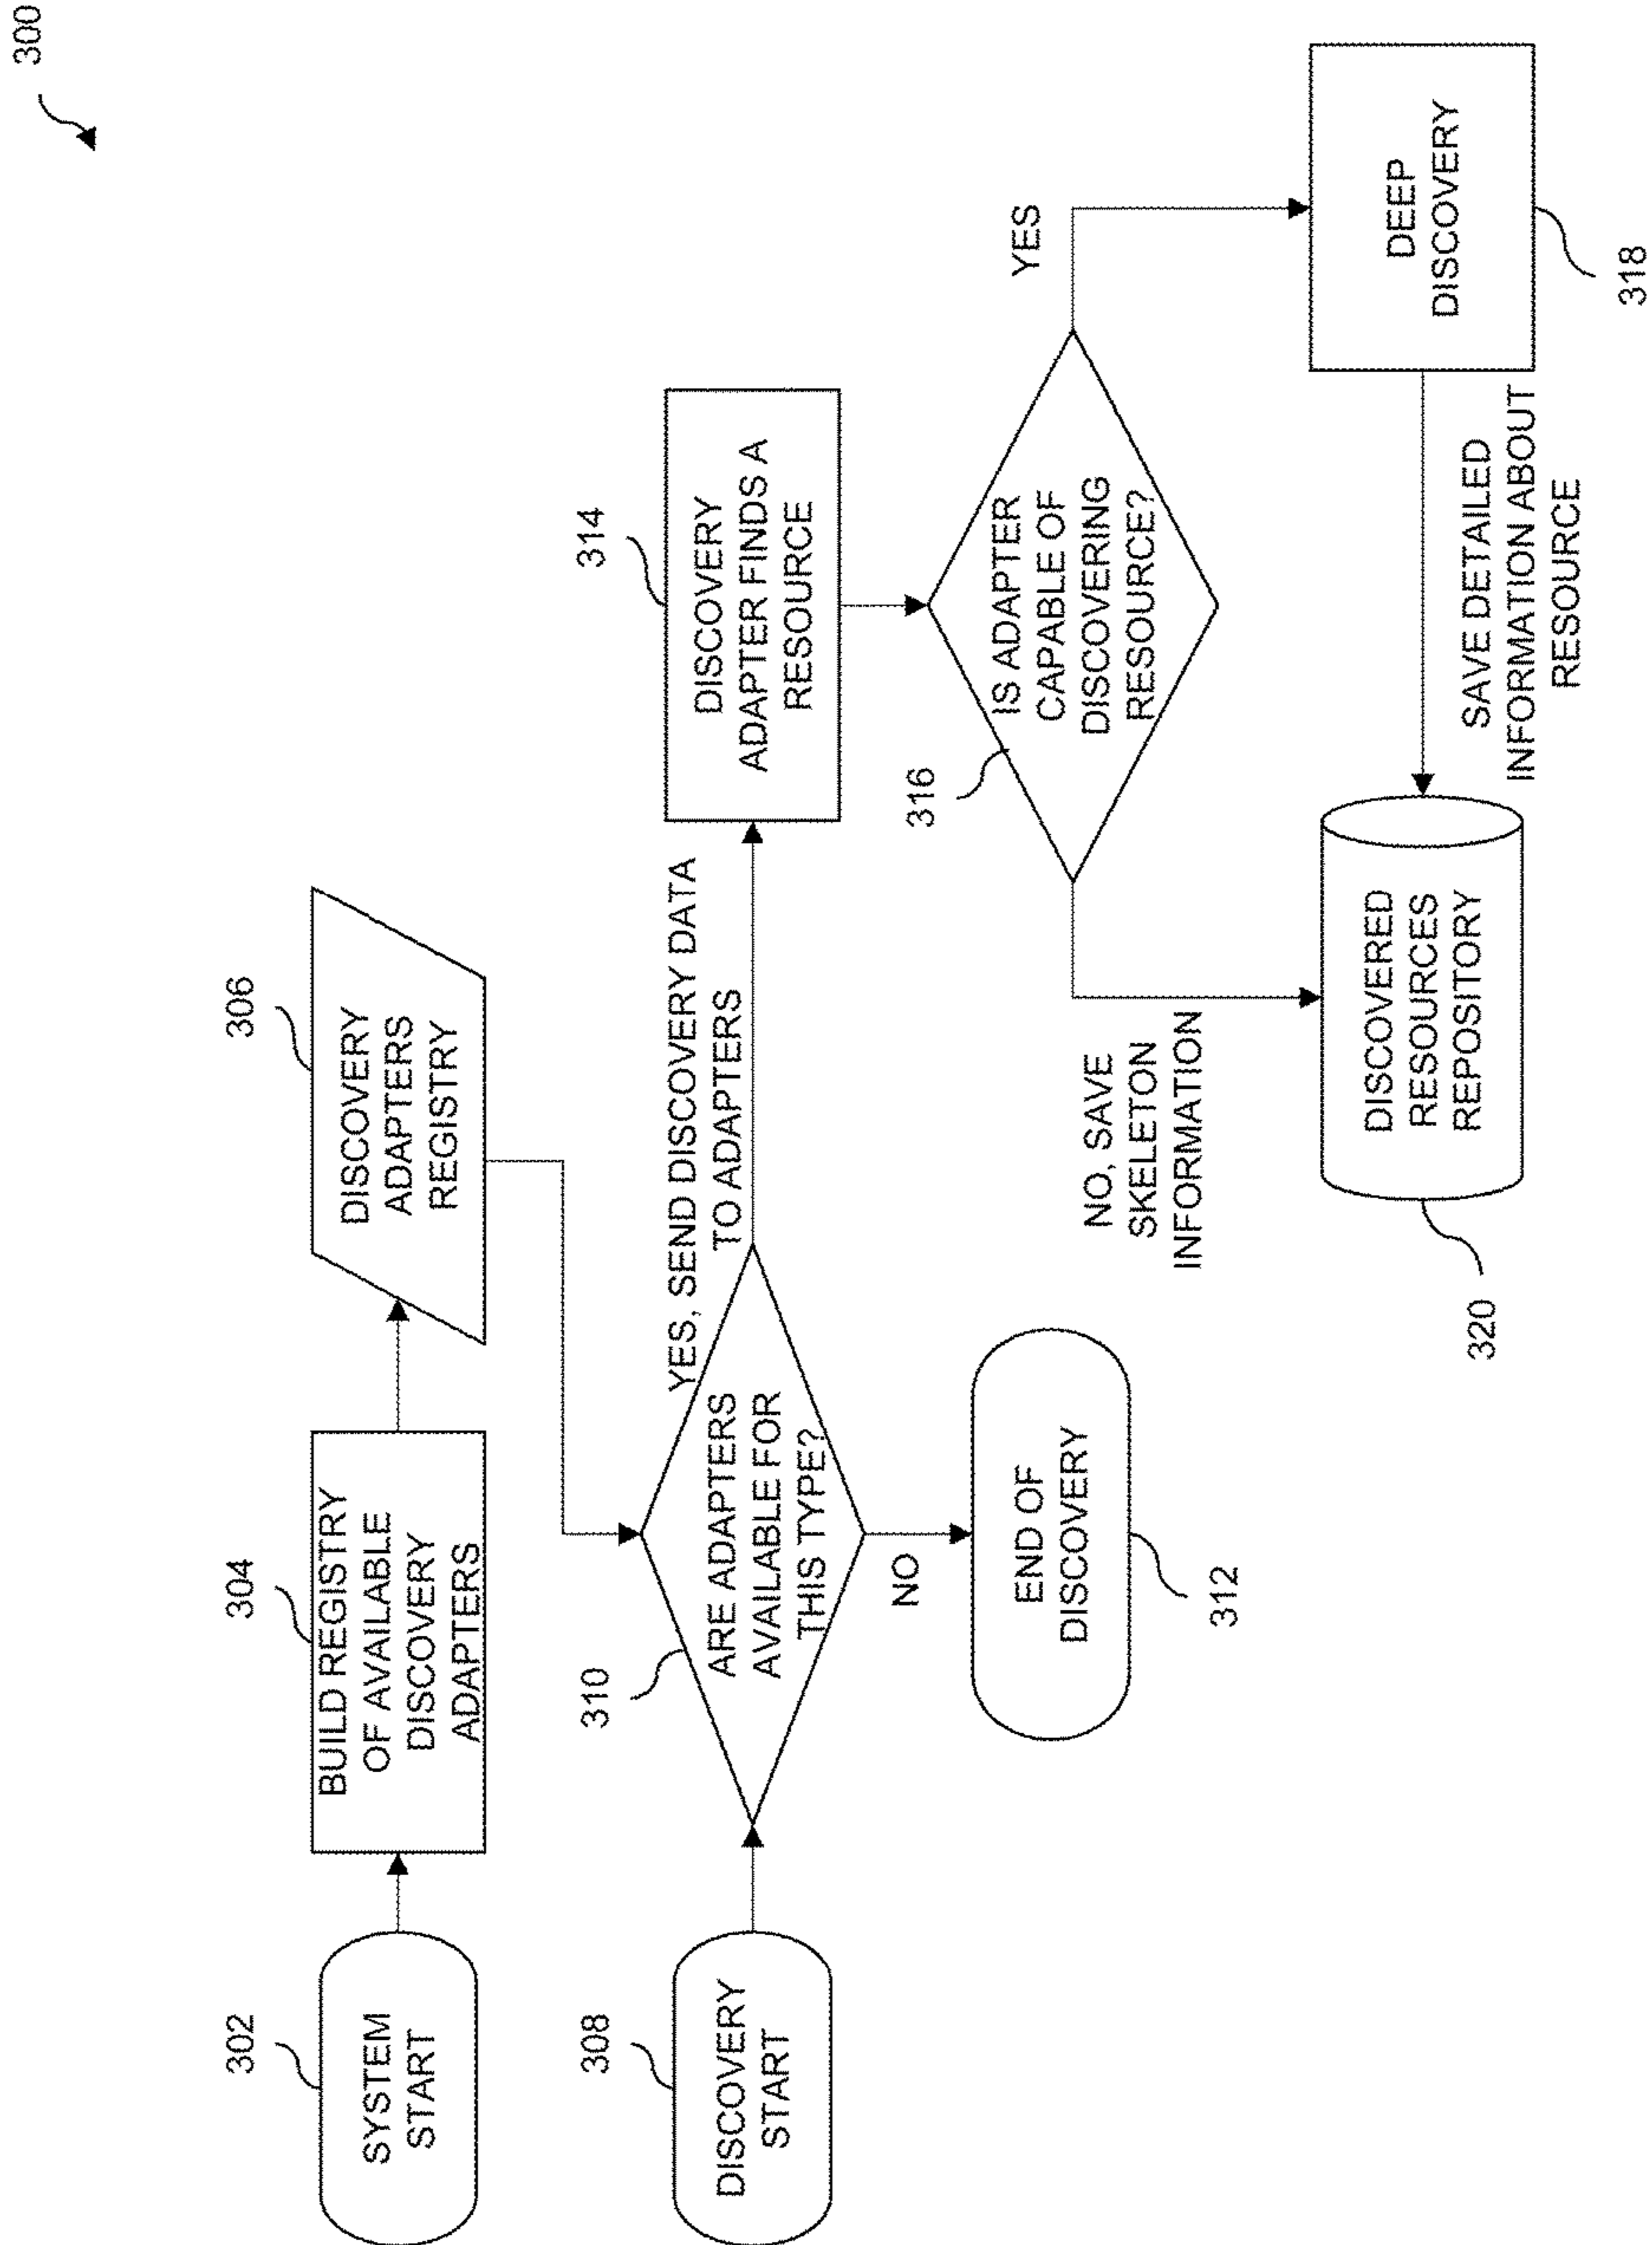 300
302
SYSTEM
START
304
BUILD REGISTRY
OF AVAILABLE
DISCOVERY
ADAPTERS
306
DISCOVERY
ADAPTERS
REGISTRY
308
DISCOVERY
START
310
ARE ADAPTERS
AVAILABLE FOR
THIS TYPE?
YES, SEND DISCOVERY DATA
TO ADAPTERS
NO
END OF
DISCOVERY
312
314
DISCOVERY
ADAPTER FINDS A
RESOURCE
316
IS ADAPTER
CAPABLE OF
DISCOVERING
RESOURCE?
YES
NO, SAVE
SKELETON
INFORMATION
DEEP
DISCOVERY
318
SAVE DETAILED
INFORMATION ABOUT
RESOURCE
DISCOVERED
RESOURCES
REPOSITORY
320